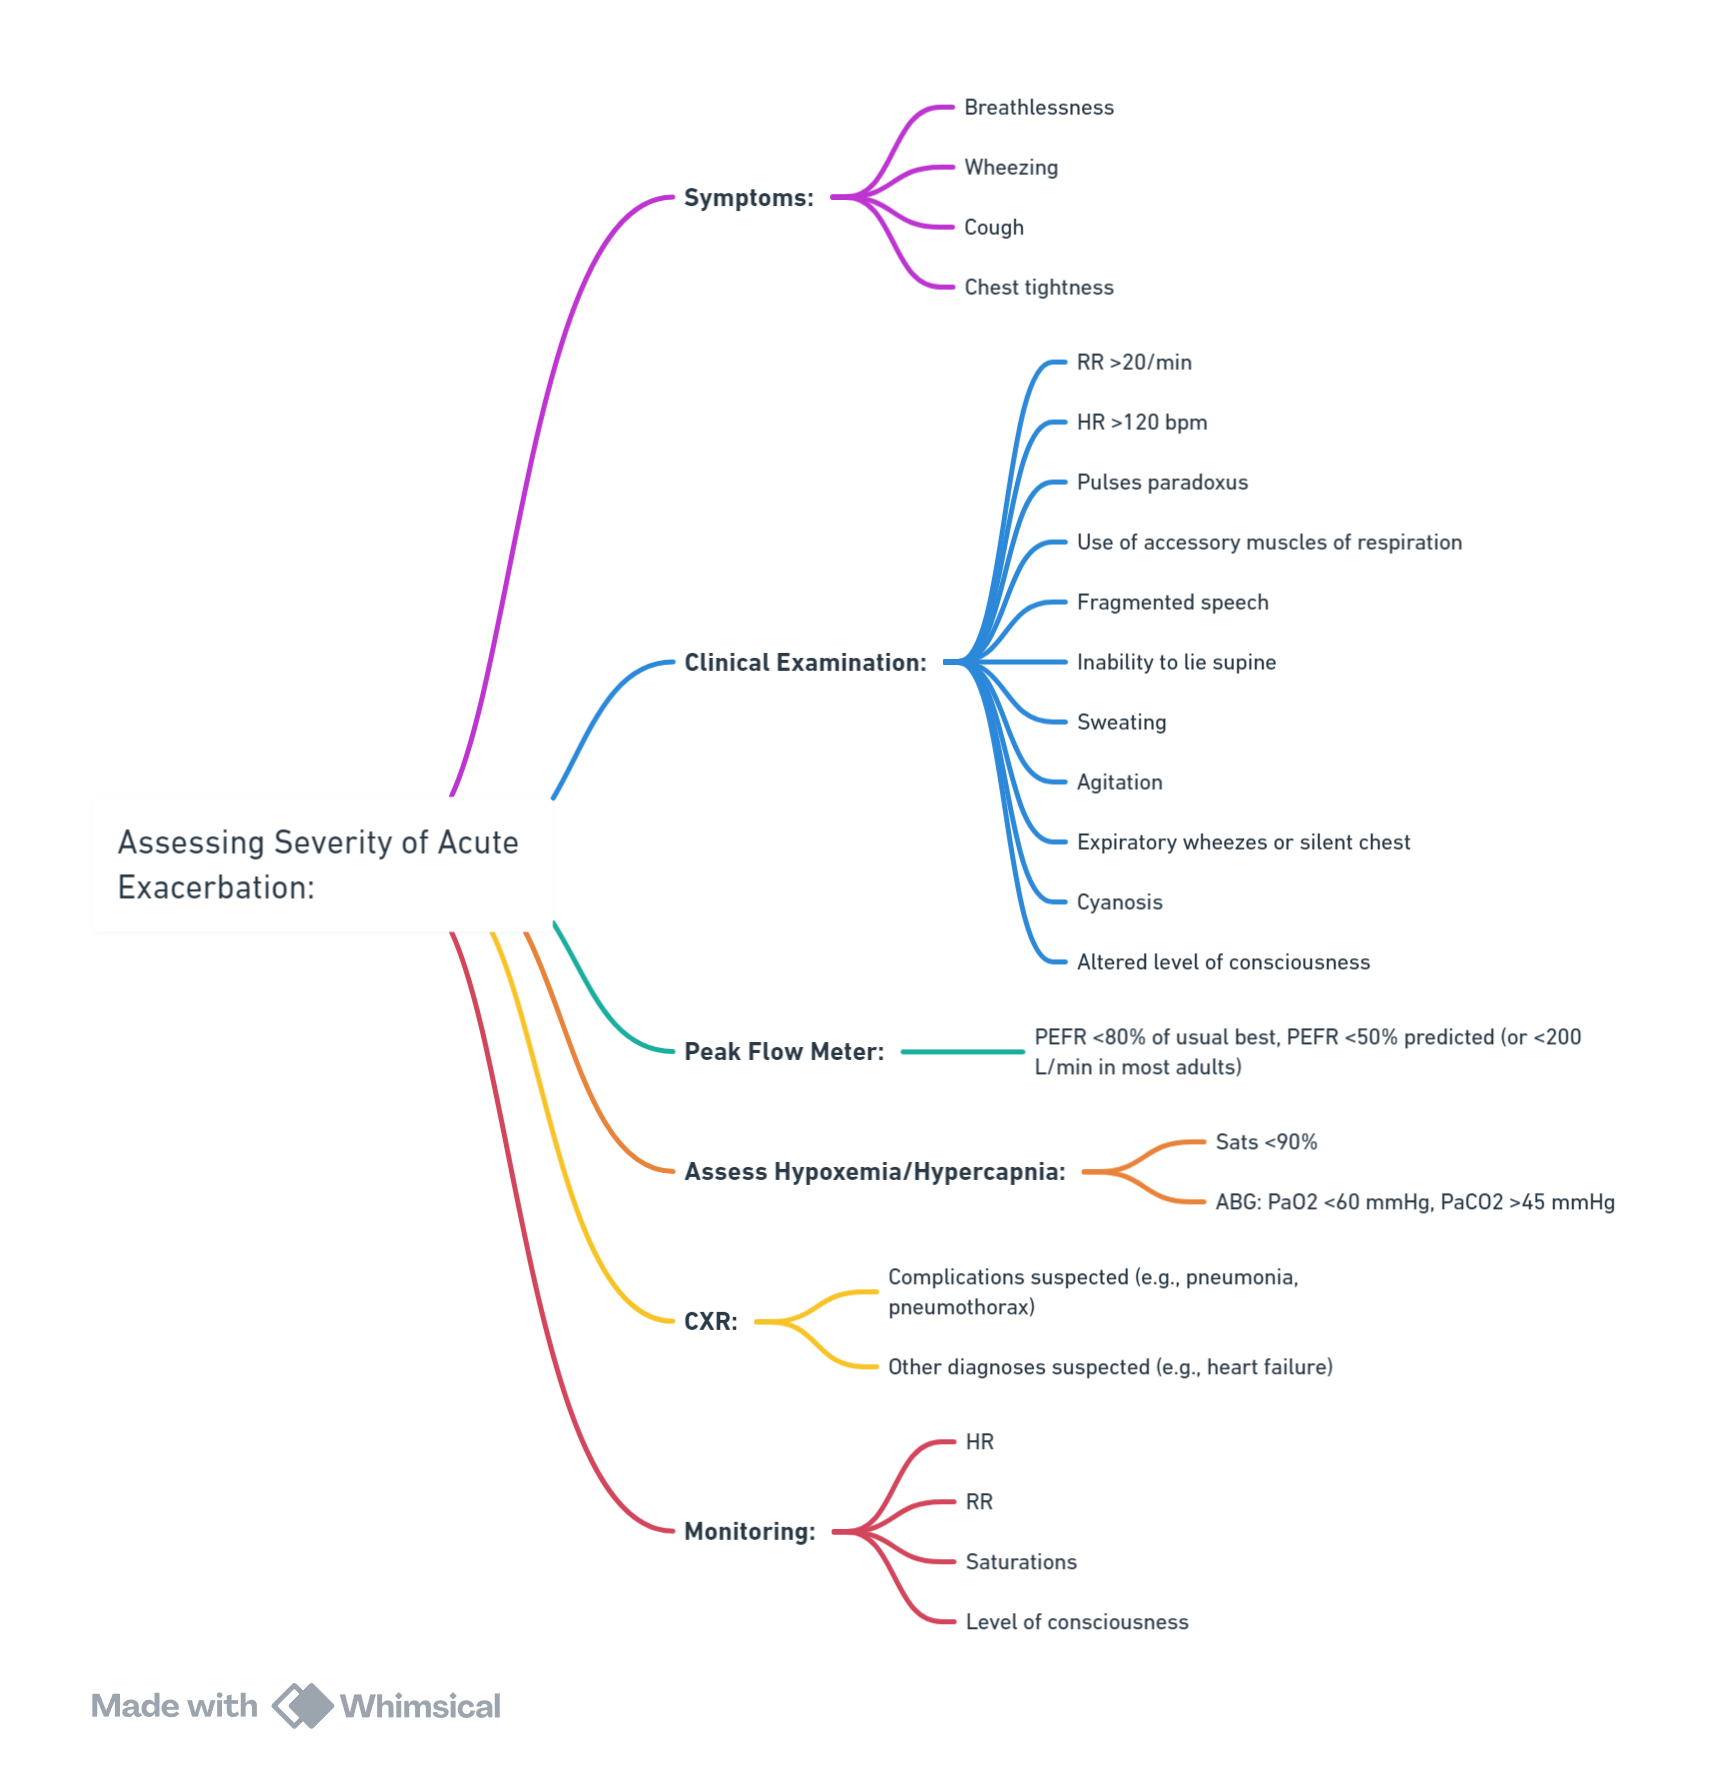 Assessing Severity of Acute
Exacerbation:
Symptoms:
Breathlessness
Wheezing
Cough
Chest tightness
Clinical Examination:
RR >20/min
HR >120 bpm
Pulses paradoxus
Use of accessory muscles of respiration
Fragmented speech
Inability to lie supine
Sweating
Agitation
Expiratory wheezes or silent chest
Cyanosis
Altered level of consciousness
Peak Flow Meter:
PEFR <80% of usual best, PEFR <50% predicted (or <200
L/min in most adults)
Assess Hypoxemia/Hypercapnia:
Sats <90%
ABG: PaO2 <60 mmHg, PaCO2 >45 mmHg
CXR:
Complications suspected (e.g., pneumonia,
pneumothorax)
Other diagnoses suspected (e.g., heart failure)
Monitoring:
HR
RR
Saturations
Level of consciousness
Made with Whimsical